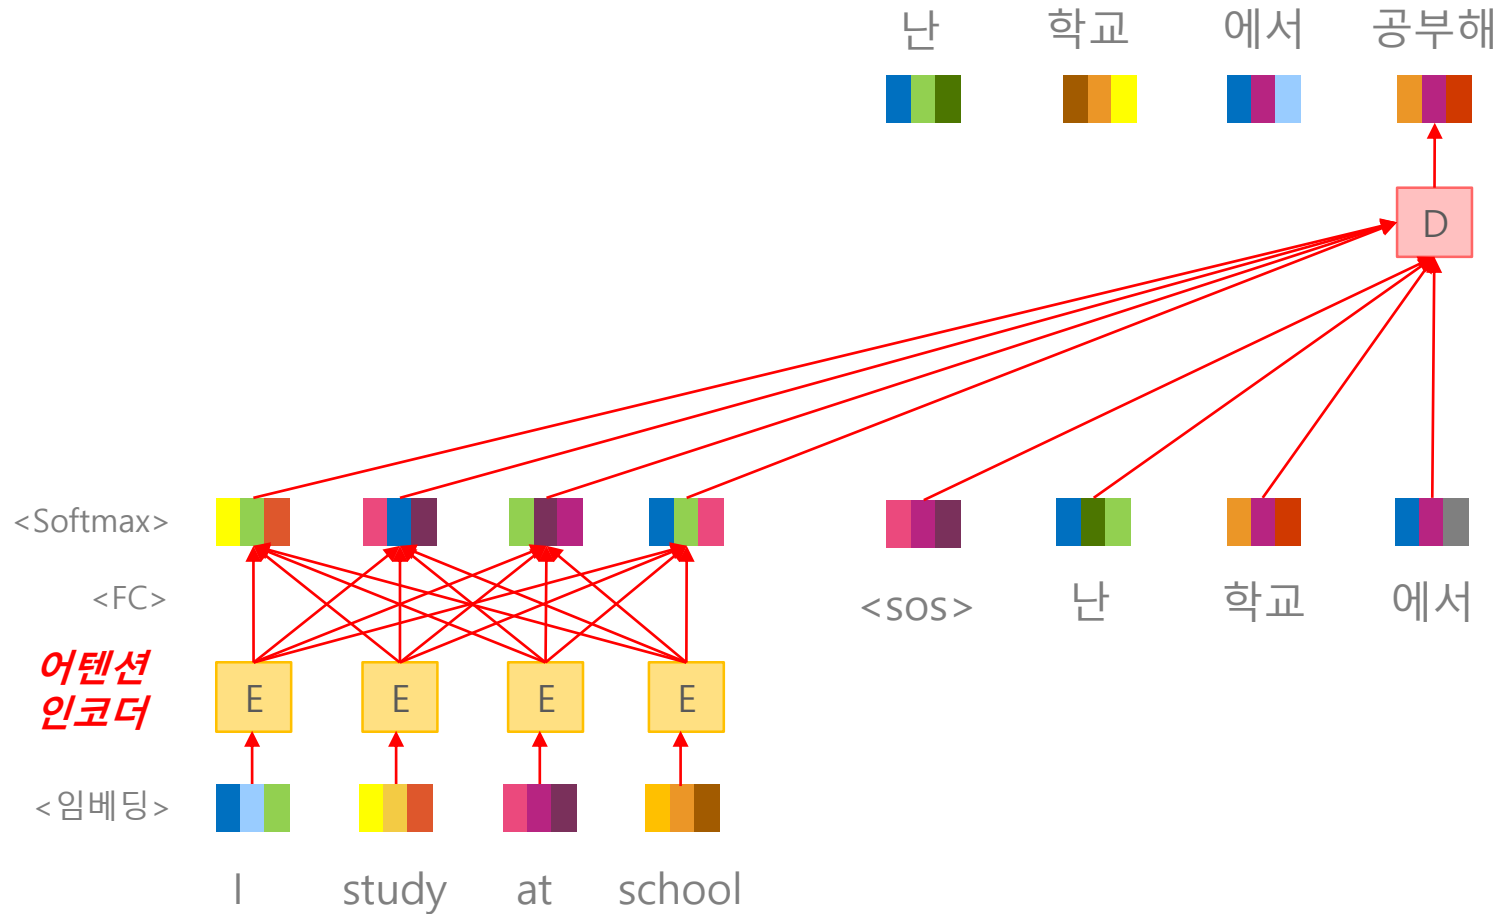 난 학교 에서 공부해
D
<Softmax>
<FC>
<sos> 난 학교 에서
어텐션
인코더
E E E E
<임베딩>
I study at school